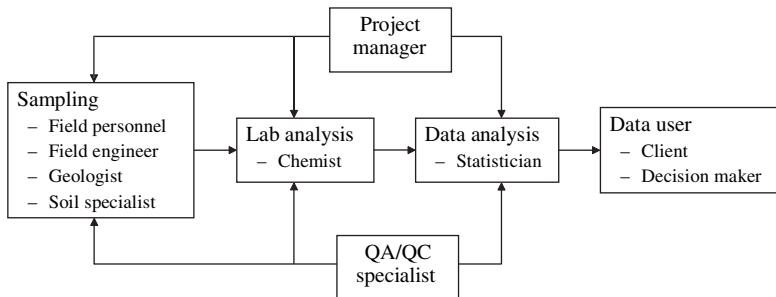 Project
manager
Sampling
– Field personnel
– Field engineer
– Geologist
– Soil specialist
Lab analysis
– Chemist
Data analysis
– Statistician
Data user
– Client
– Decision maker
QA/QC
specialist